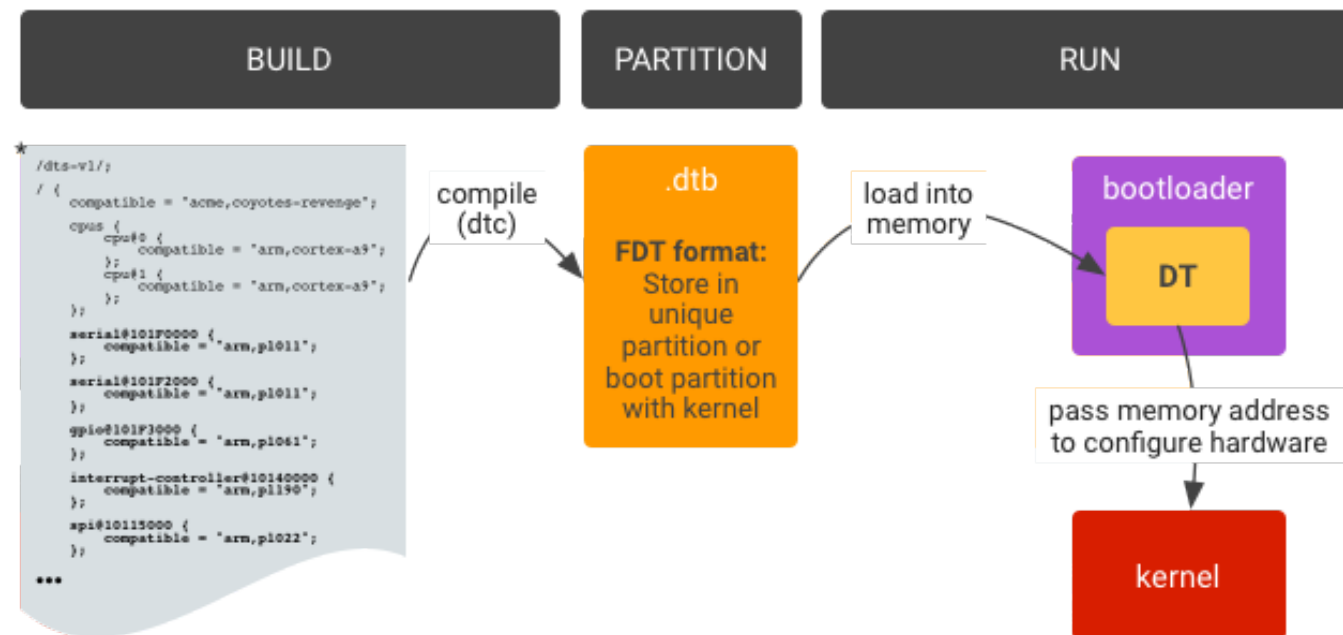 BUILD
PARTITION
RUN
*
/dts-v1/;
/ {
compatible = "acme,coyotes-revenge";
cpus {
cpu@0 {
compatible = "arm,cortex-a9";
};
cpu@1 {
compatible = "arm,cortex-a9";
};
};
serial@101F0000 {
compatible = "arm,pl011";
};
serial@101F2000 {
compatible = "arm,pl011";
};
gpio@101F3000 {
compatible = "arm,pl061";
};
interrupt-controller@10140000 {
compatible = "arm,pl190";
};
spi@10115000 {
compatible = "arm,pl022";
};
•••
compile
(dtc)
.dtb
FDT format:
Store in
unique
partition or
boot partition
with kernel
load into
memory
bootloader
DT
pass memory address
to configure hardware
kernel